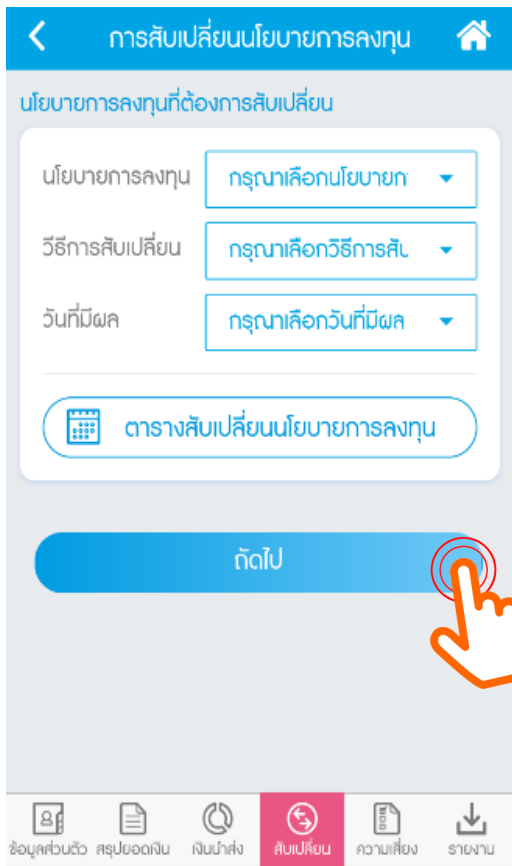 การสับเปลี่ยนนโยบายการลงทุน
นโยบายการลงทุนที่ต้องการสับเปลี่ยน
นโยบายการลงทุน กรุณาเลือกนโยบายก
วิธีการสับเปลี่ยน กรุณาเลือกวิธีการสับ
วันที่มีผล กรุณาเลือกวันที่มีผล
ตารางสับเปลี่ยนนโยบายการลงทุน
ถัดไป
ข้อมูลส่วนตัว สรุปยอดเงิน เงินนำส่ง สับเปลี่ยน ความเสี่ยง รายงาน